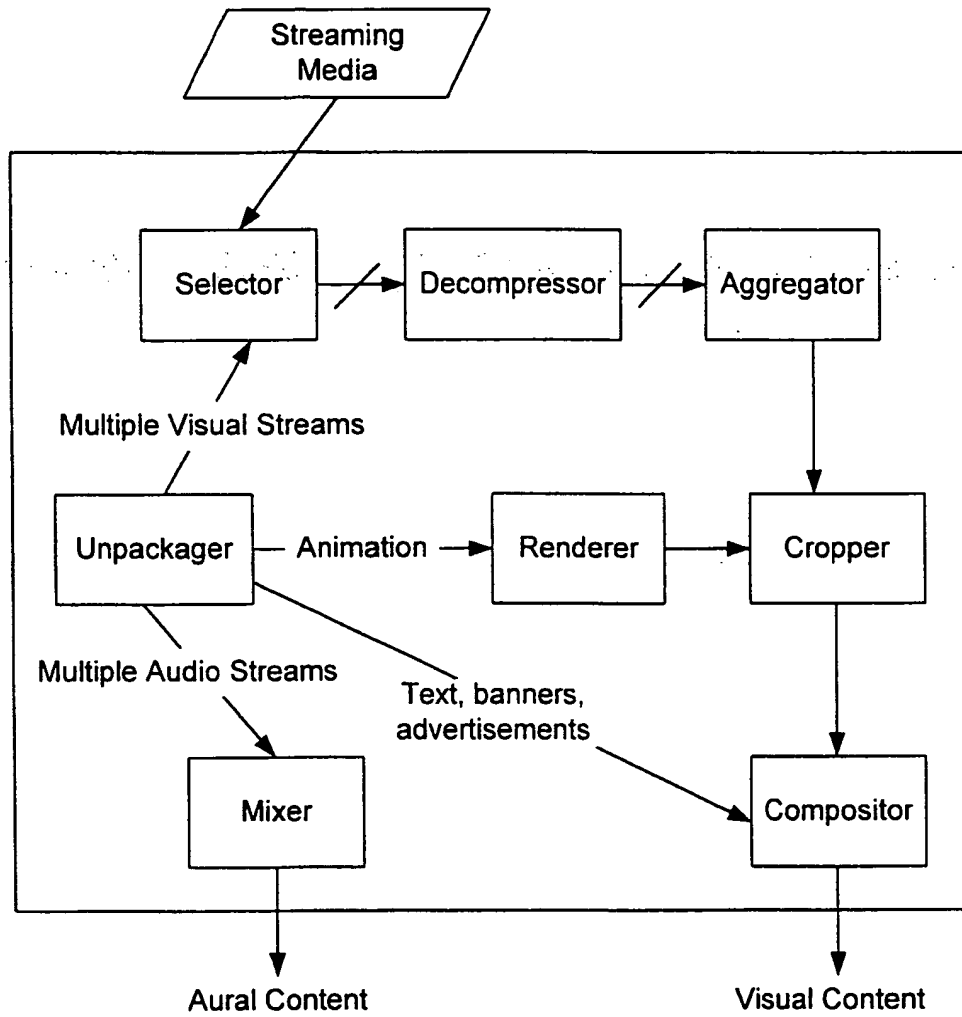 Streaming
Media
Selector
Decompressor
Aggregator
Multiple Visual Streams
Unpackager
Animation
Renderer
Cropper
Multiple Audio Streams
Text, banners,
advertisements
Mixer
Compositor
Aural Content
Visual Content